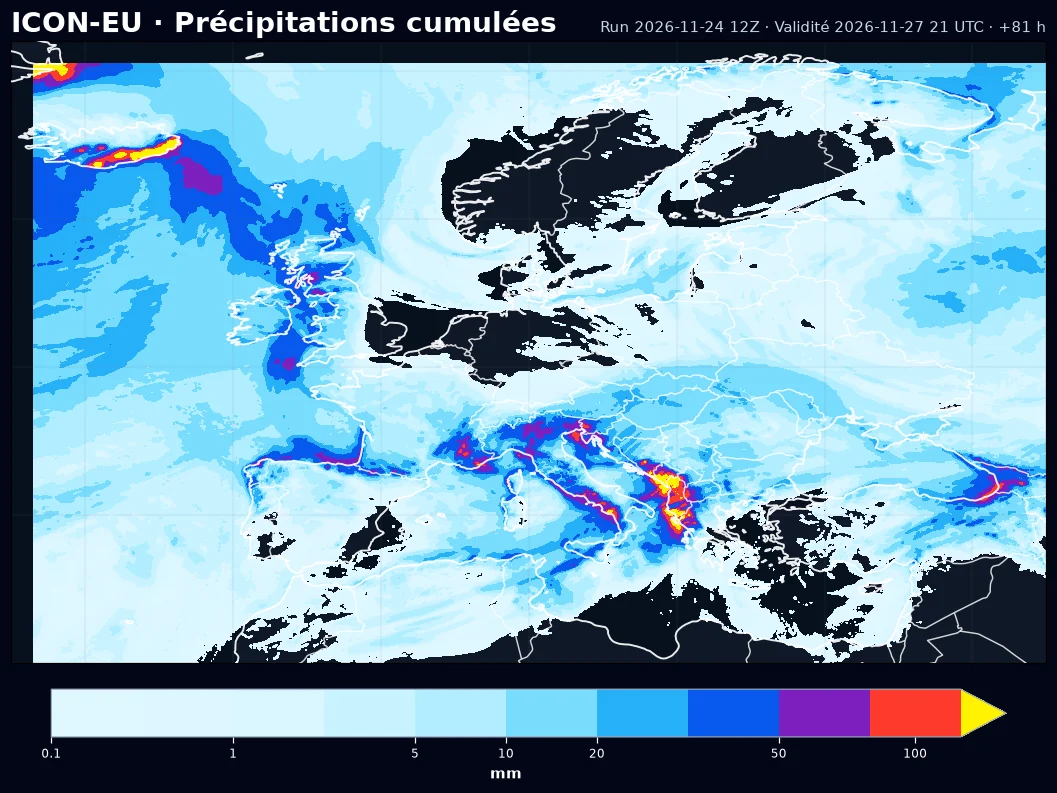 ICON-EU · Précipitations cumulées
Run 2026-11-24 12Z · Validité 2026-11-27 21 UTC · +81 h
0.1 1 5 10 20 50 100
mm